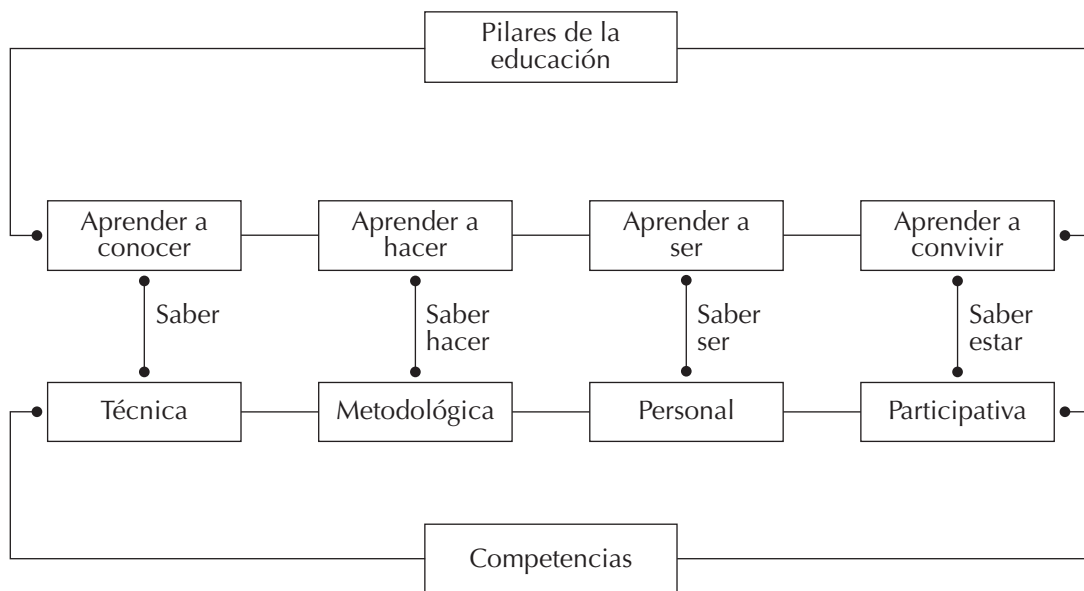 Pilares de la
educación
Aprender a
conocer
Aprender a
hacer
Aprender a
ser
Aprender a
convivir
Saber
Saber
hacer
Saber
ser
Saber
estar
Técnica
Metodológica
Personal
Participativa
Competencias